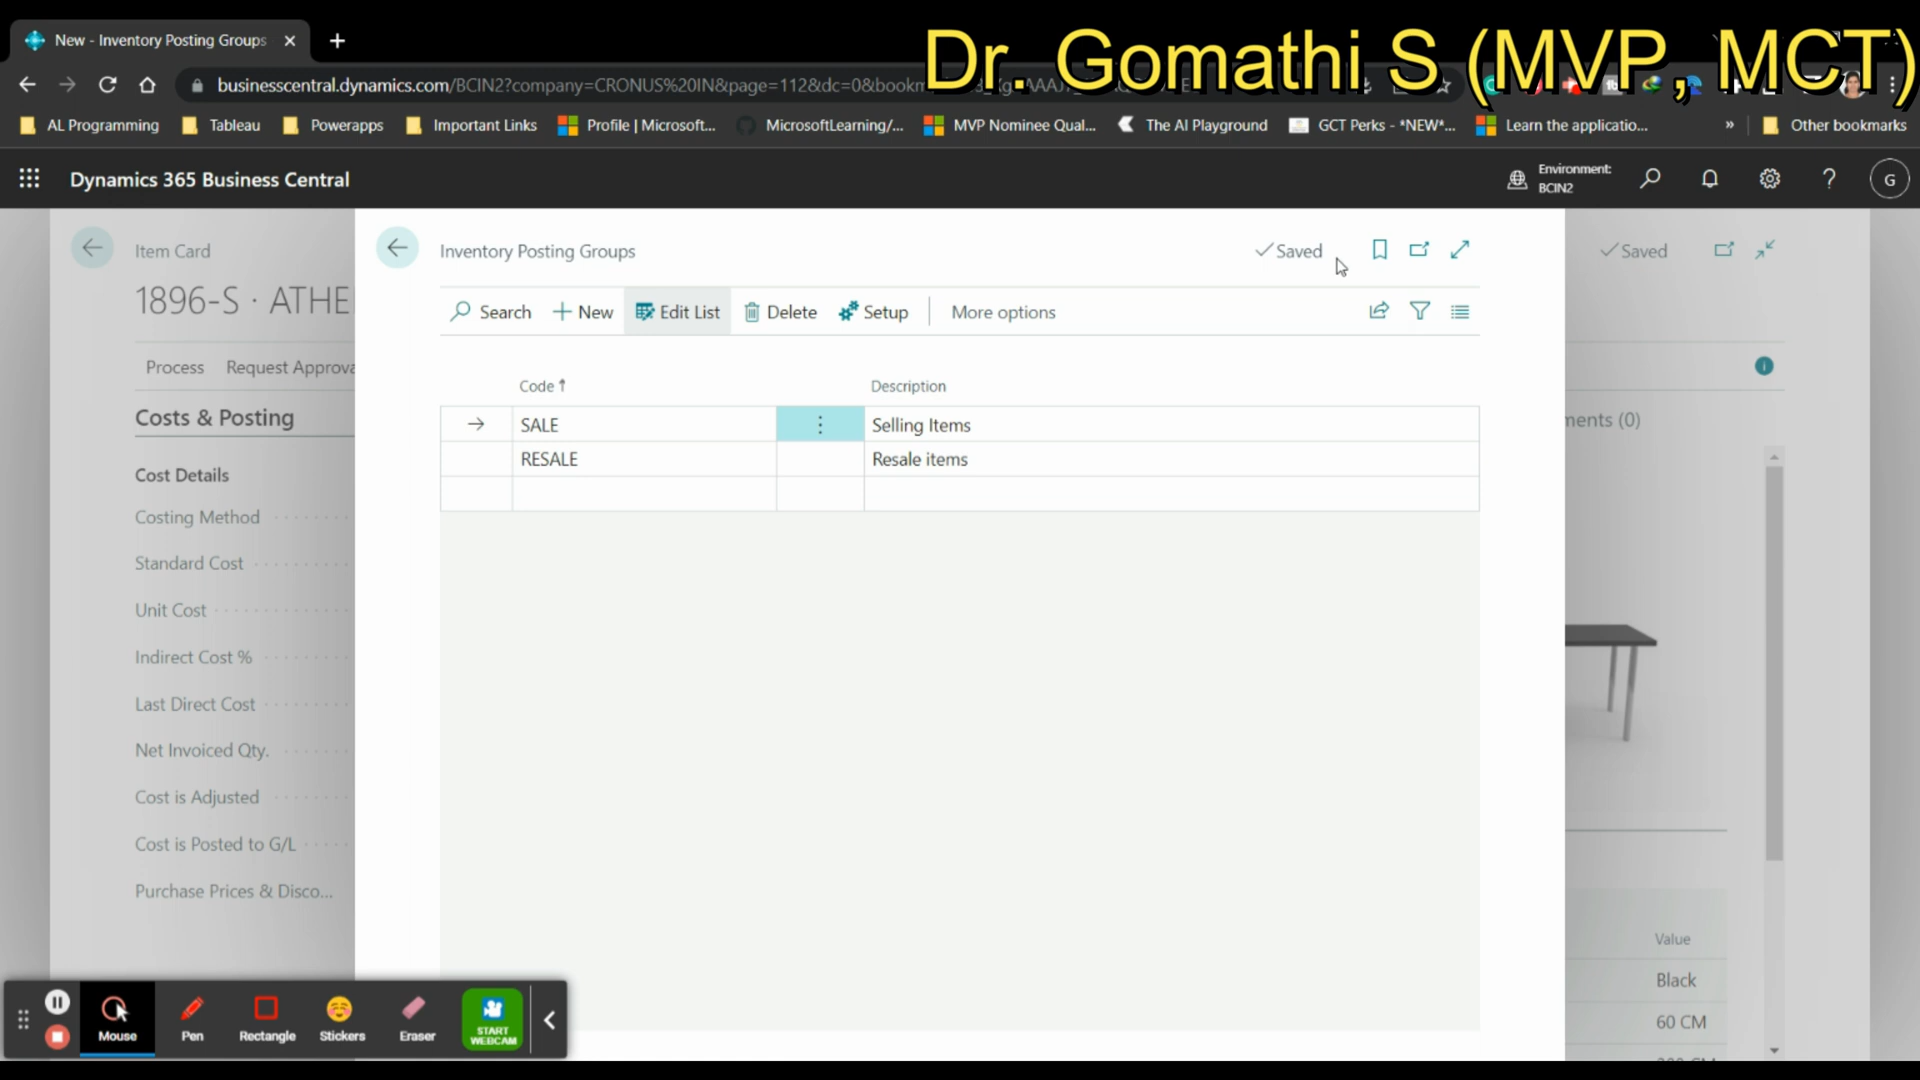 New - Inventory Posting Groups
Dr. Gomathi S (MVP, MCT)
businesscentral.dynamics.com/BCIN2?company=CRONUS%20IN&page=112&dc=0&bookm
AL Programming
Tableau
Powerapps
Important Links
Profile | Microsoft...
MicrosoftLearning/...
MVP Nominee Qual...
The AI Playground
GCT Perks - *NEW*...
Learn the applicatio...
»
Other bookmarks
Dynamics 365 Business Central
Environment:
BCIN2
?
G
Item Card
Inventory Posting Groups
Saved
Saved
1896-S · ATHE
Search
New
Edit List
Delete
Setup
More options
Process
Request Approva
Costs & Posting
Code ↑
Description
ments (0)
SALE
Selling Items
RESALE
Resale items
Cost Details
Costing Method
Standard Cost
Unit Cost
Indirect Cost %
Last Direct Cost
Net Invoiced Qty.
Cost is Adjusted
Cost is Posted to G/L
Purchase Prices & Disco...
Value
Black
60 CM
Mouse
Pen
Rectangle
Stickers
Eraser
START
WEBCAM